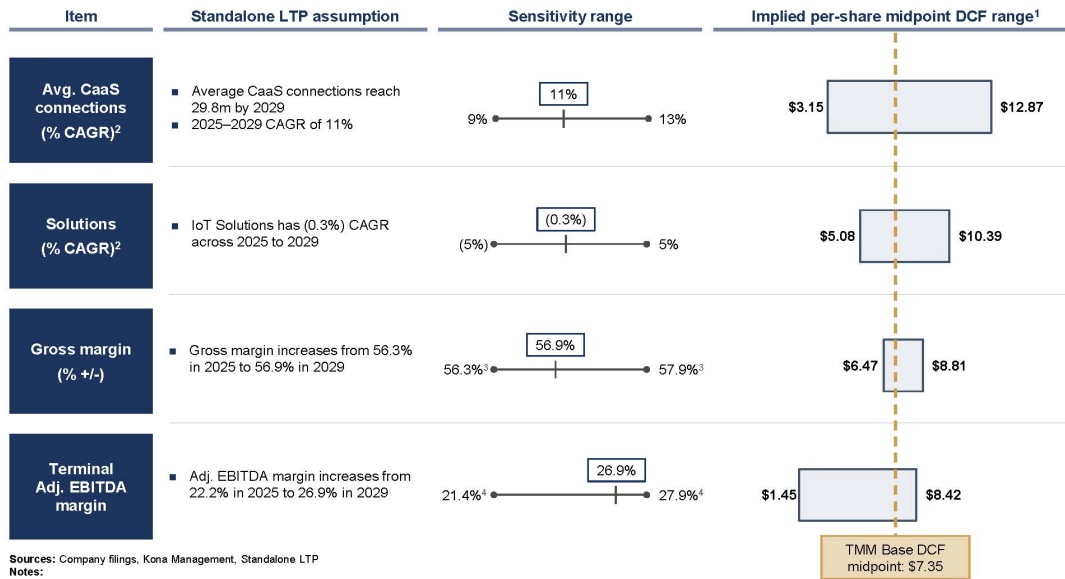 Item
Standalone LTP assumption
Sensitivity range
Implied per-share midpoint DCF range¹
Avg. CaaS
connections
(% CAGR)²
■ Average CaaS connections reach
29.8m by 2029
■ 2025–2029 CAGR of 11%
11%
9%
13%
$3.15
$12.87
Solutions
(% CAGR)²
■ IoT Solutions has (0.3%) CAGR
across 2025 to 2029
(0.3%)
(5%)
5%
$5.08
$10.39
Gross margin
(% +/-)
■ Gross margin increases from 56.3%
in 2025 to 56.9% in 2029
56.9%
56.3%³
57.9%³
$6.47
$8.81
Terminal
Adj. EBITDA
margin
■ Adj. EBITDA margin increases from
22.2% in 2025 to 26.9% in 2029
26.9%
21.4%⁴
27.9%⁴
$1.45
$8.42
TMM Base DCF
midpoint: $7.35
Sources: Company filings, Kona Management, Standalone LTP
Notes: